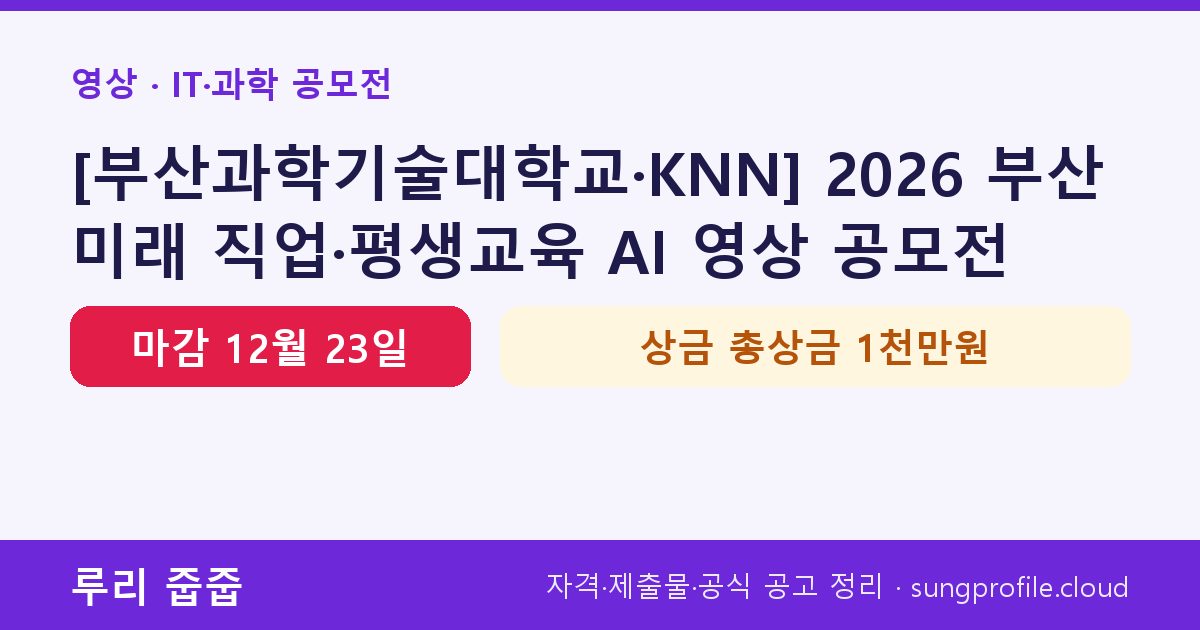 영상 · IT·과학 공모전
[부산과학기술대학교·KNN] 2026 부산
미래 직업·평생교육 AI 영상 공모전
마감 12월 23일
상금 총상금 1천만원
루리 줍줍
자격·제출물·공식 공고 정리 · sungprofile.cloud